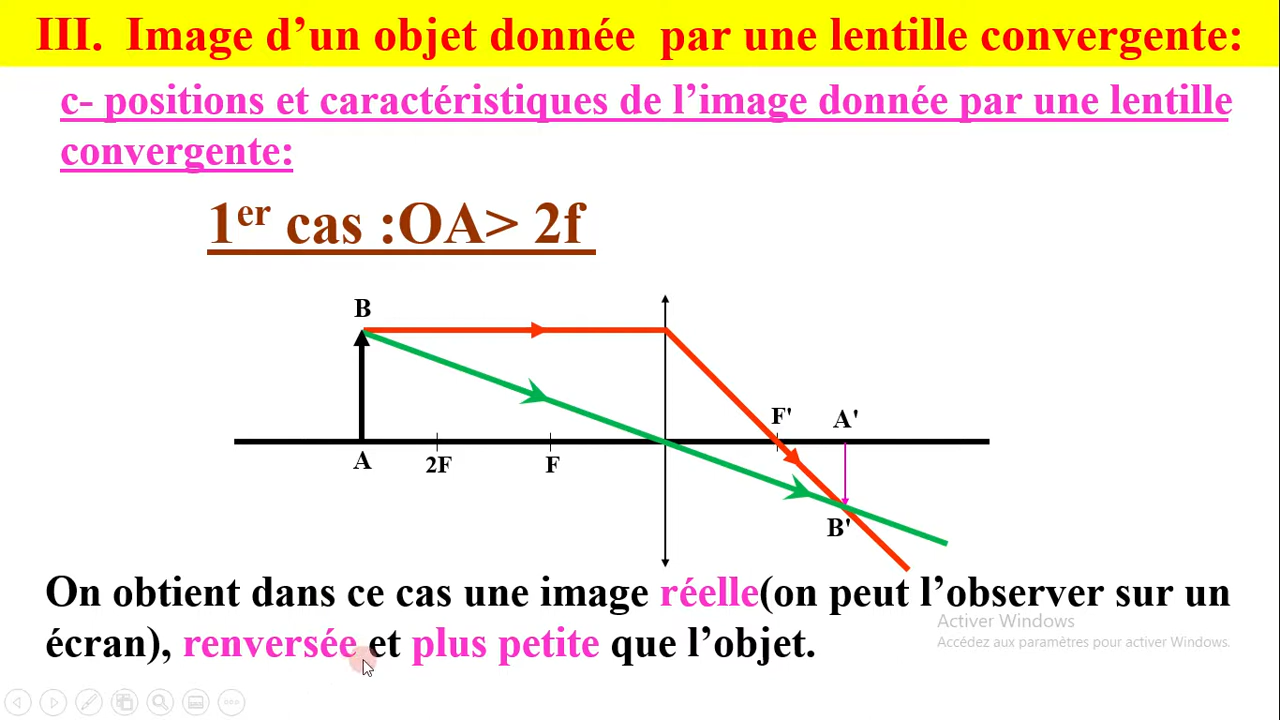 III. Image d’un objet donnée par une lentille convergente:
c- positions et caractéristiques de l’image donnée par une lentille
convergente:
1er cas :OA> 2f
B
F'
A'
A
2F
F
B'
On obtient dans ce cas une image réelle(on peut l’observer sur un
écran), renversée et plus petite que l’objet.
Activer Windows
Accédez aux paramètres pour activer Windows.